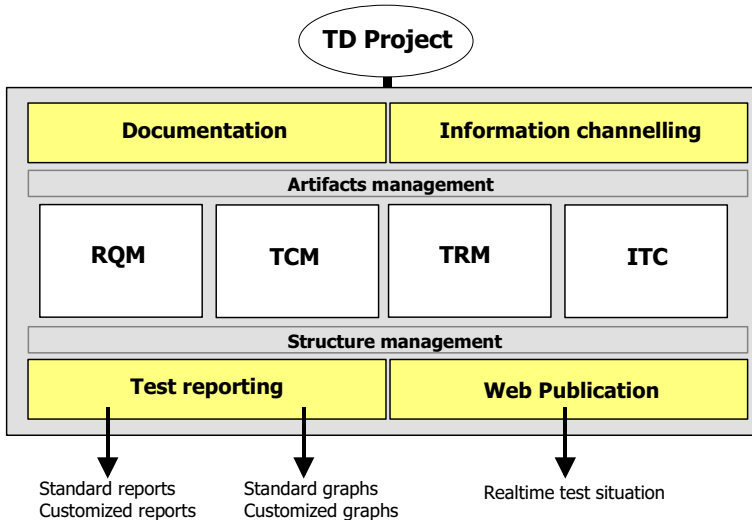 TD Project
Documentation
Information channelling
Artifacts management
RQM
TCM
TRM
ITC
Structure management
Test reporting
Web Publication
Standard reports
Customized reports
Standard graphs
Customized graphs
Realtime test situation